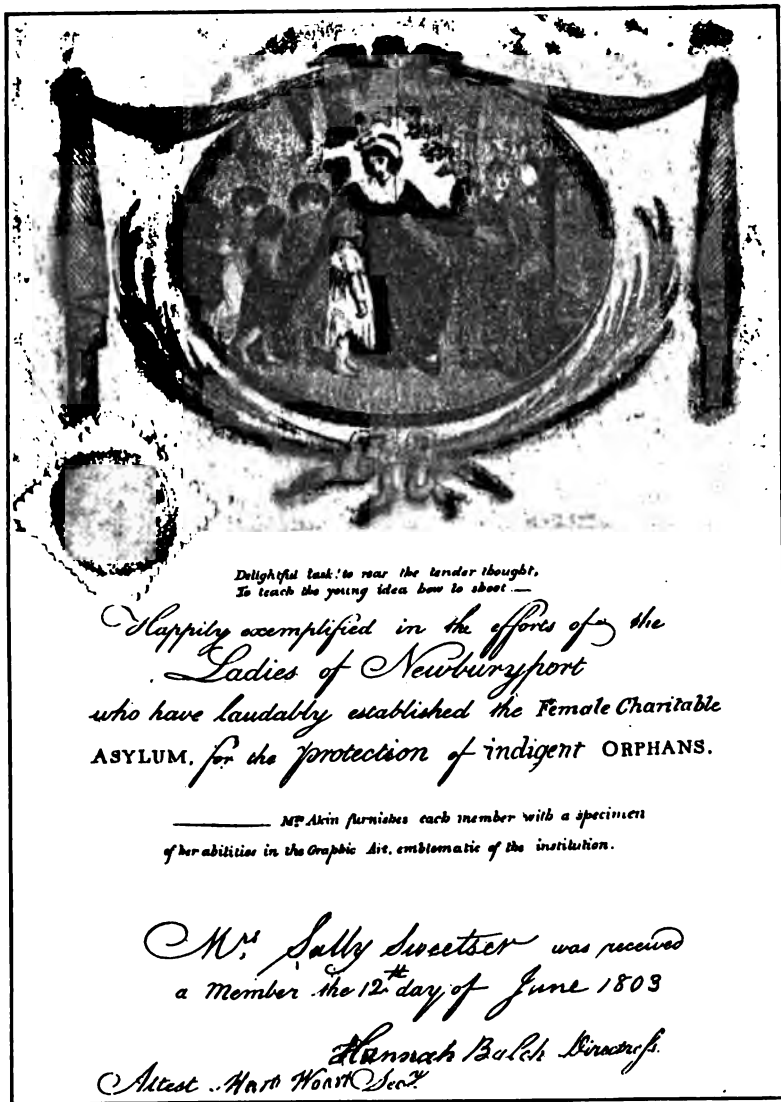 Delightful task! to rear the tender thought,
To teach the young idea how to shoot —
Happily exemplified in the efforts of the
Ladies of Newburyport
who have laudably established the Female Charitable
ASYLUM, for the protection of indigent ORPHANS.
Mrs Akin furnishes each member with a specimen
of her abilities in the Graphic Art, emblematic of the institution.
Mrs. Sally Sweetser was received
a Member the 12th day of June 1803
Hannah Balch Directress.
Attest Secy.